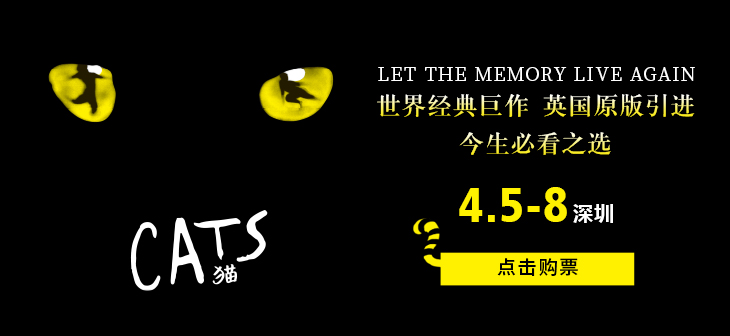 LET THE MEMORY LIVE AGAIN
世界经典巨作 英国原版引进
今生必看之选
4.5-8深圳
CATS
猫
点击购票